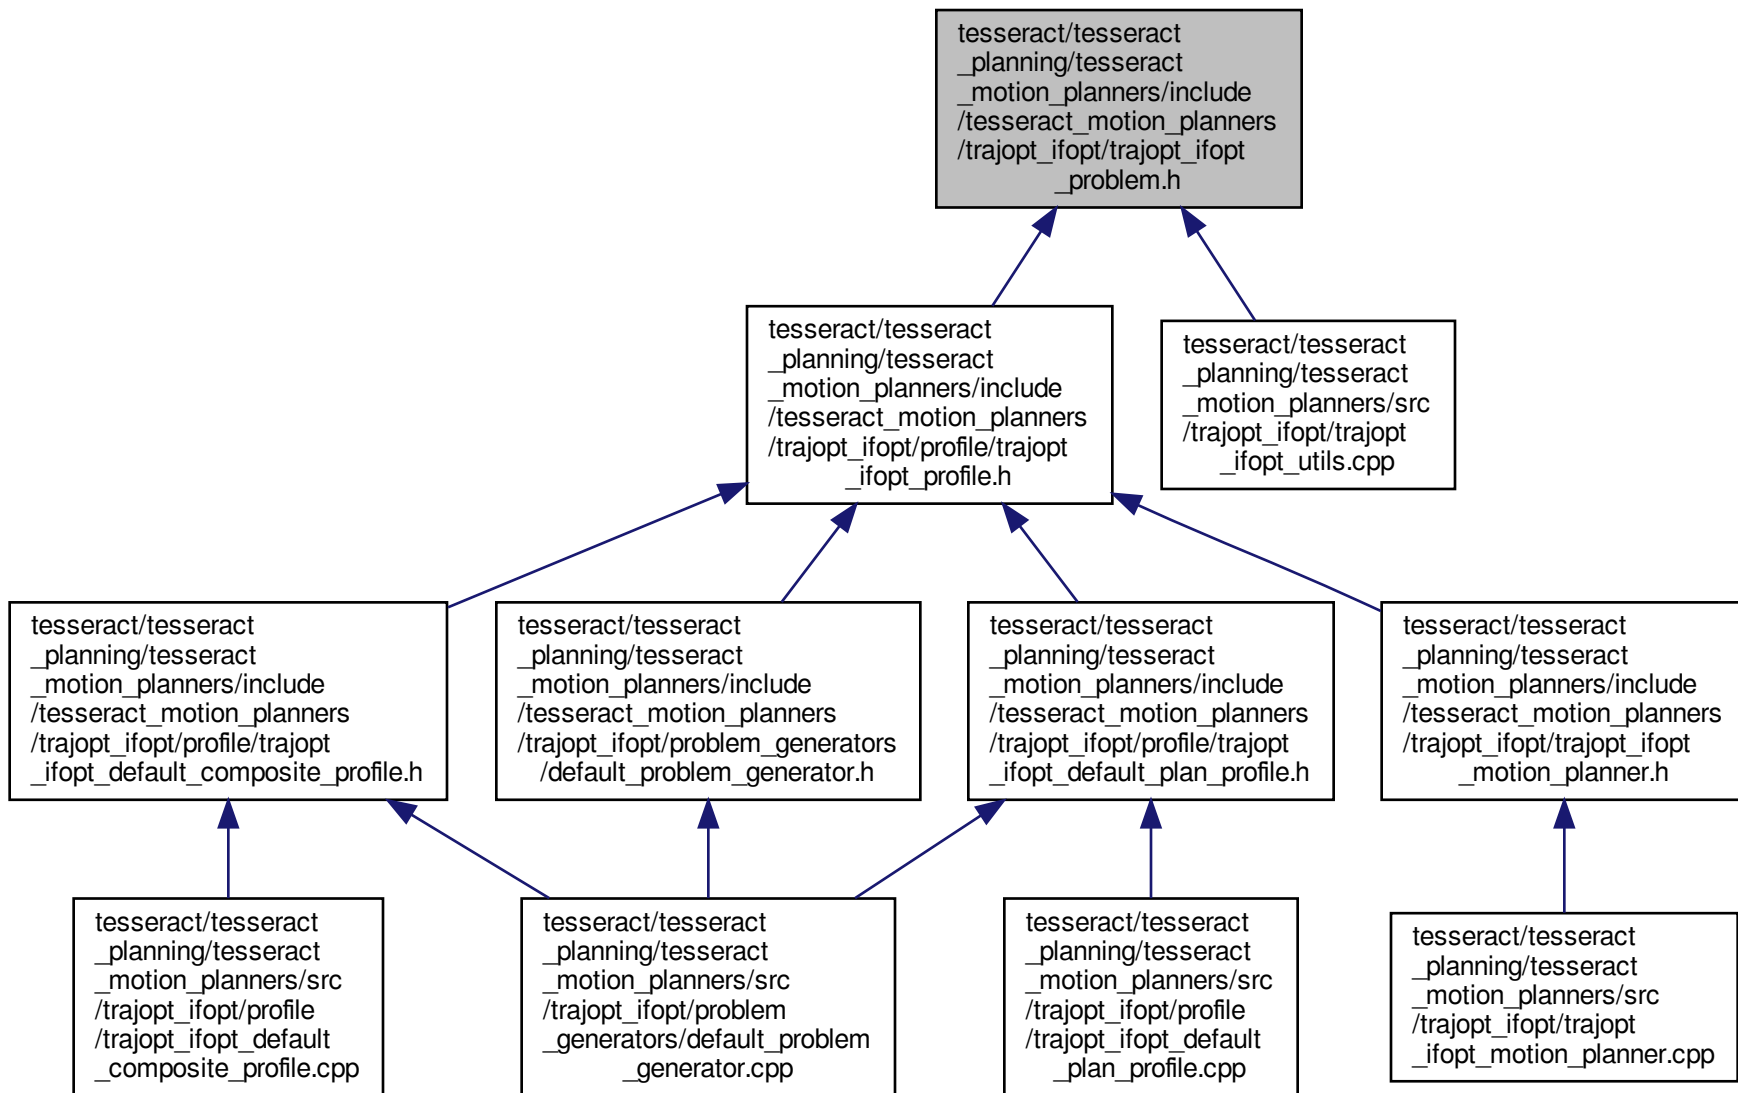 tesseract/tesseract
_planning/tesseract
_motion_planners/include
/tesseract_motion_planners
/trajopt_ifopt/trajopt_ifopt
_problem.h
tesseract/tesseract
_planning/tesseract
_motion_planners/include
/tesseract_motion_planners
/trajopt_ifopt/profile/trajopt
_ifopt_profile.h
tesseract/tesseract
_planning/tesseract
_motion_planners/src
/trajopt_ifopt/trajopt
_ifopt_utils.cpp
tesseract/tesseract
_planning/tesseract
_motion_planners/include
/tesseract_motion_planners
/trajopt_ifopt/profile/trajopt
_ifopt_default_composite_profile.h
tesseract/tesseract
_planning/tesseract
_motion_planners/include
/tesseract_motion_planners
/trajopt_ifopt/problem_generators
/default_problem_generator.h
tesseract/tesseract
_planning/tesseract
_motion_planners/include
/tesseract_motion_planners
/trajopt_ifopt/profile/trajopt
_ifopt_default_plan_profile.h
tesseract/tesseract
_planning/tesseract
_motion_planners/include
/tesseract_motion_planners
/trajopt_ifopt/trajopt_ifopt
_motion_planner.h
tesseract/tesseract
_planning/tesseract
_motion_planners/src
/trajopt_ifopt/profile
/trajopt_ifopt_default
_composite_profile.cpp
tesseract/tesseract
_planning/tesseract
_motion_planners/src
/trajopt_ifopt/problem
_generators/default_problem
_generator.cpp
tesseract/tesseract
_planning/tesseract
_motion_planners/src
/trajopt_ifopt/profile
/trajopt_ifopt_default
_plan_profile.cpp
tesseract/tesseract
_planning/tesseract
_motion_planners/src
/trajopt_ifopt/trajopt
_ifopt_motion_planner.cpp